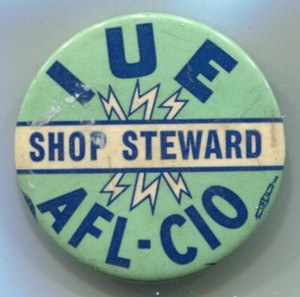 IUE
SHOP STEWARD
AFL-CIO